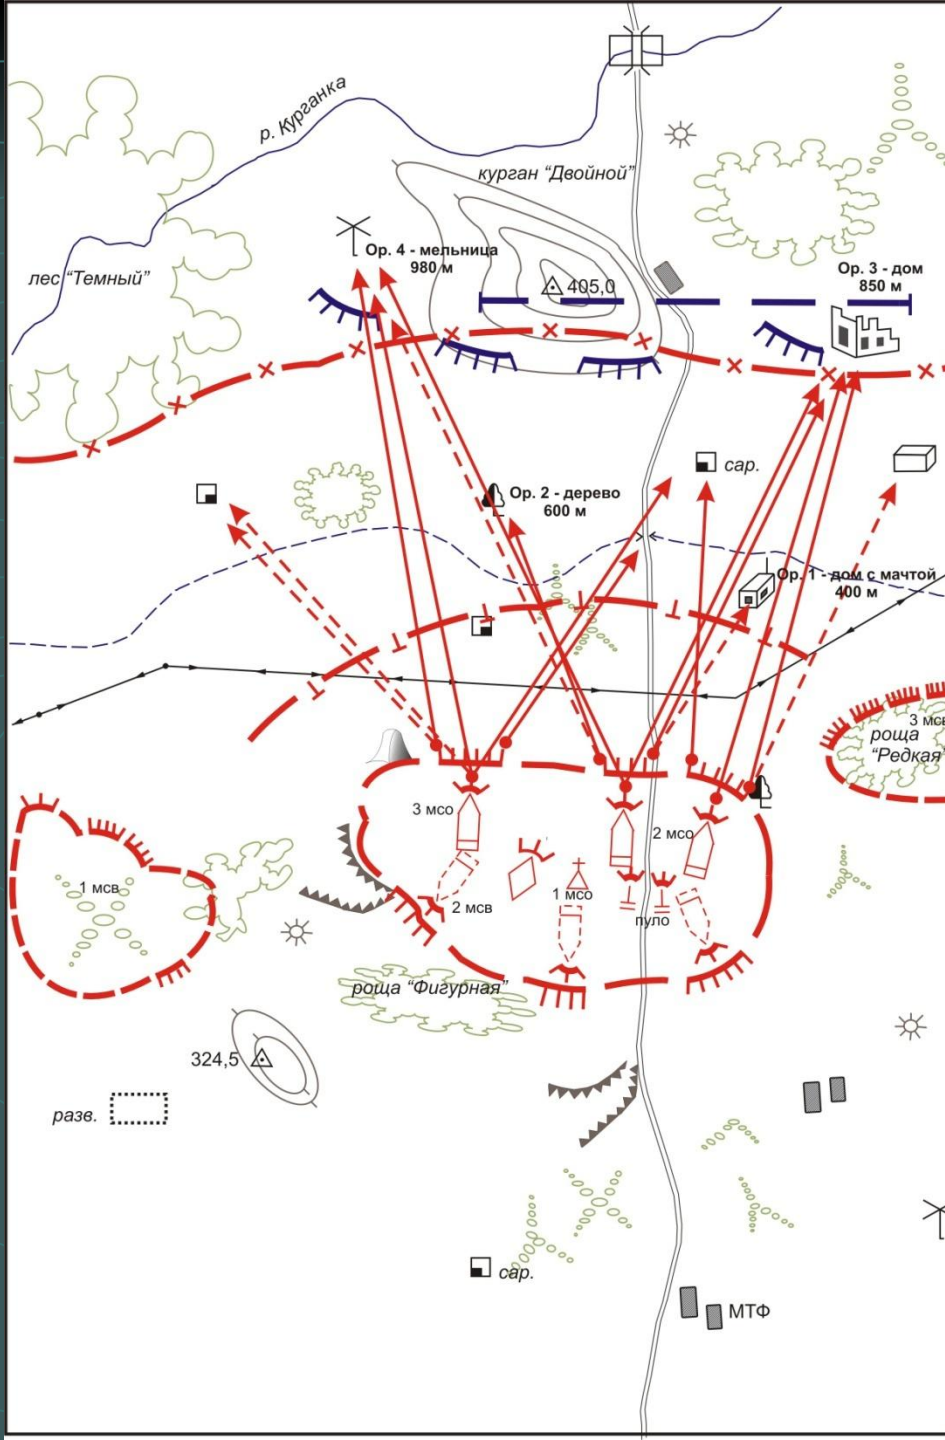 р. Курганка
курган “Двойной”
Ор. 4 - мельница
980 м
лес “Темный”
405,0
Ор. 3 - дом
850 м
сар.
Ор. 2 - дерево
600 м
Ор. 1 - дом с мачтой
400 м
3 мсв
роща
“Редкая”
3 мсо
2 мсо
1 мсв
2 мсв
1 мсо
пуло
роща “Фигурная”
324,5
разв.
сар.
МТФ